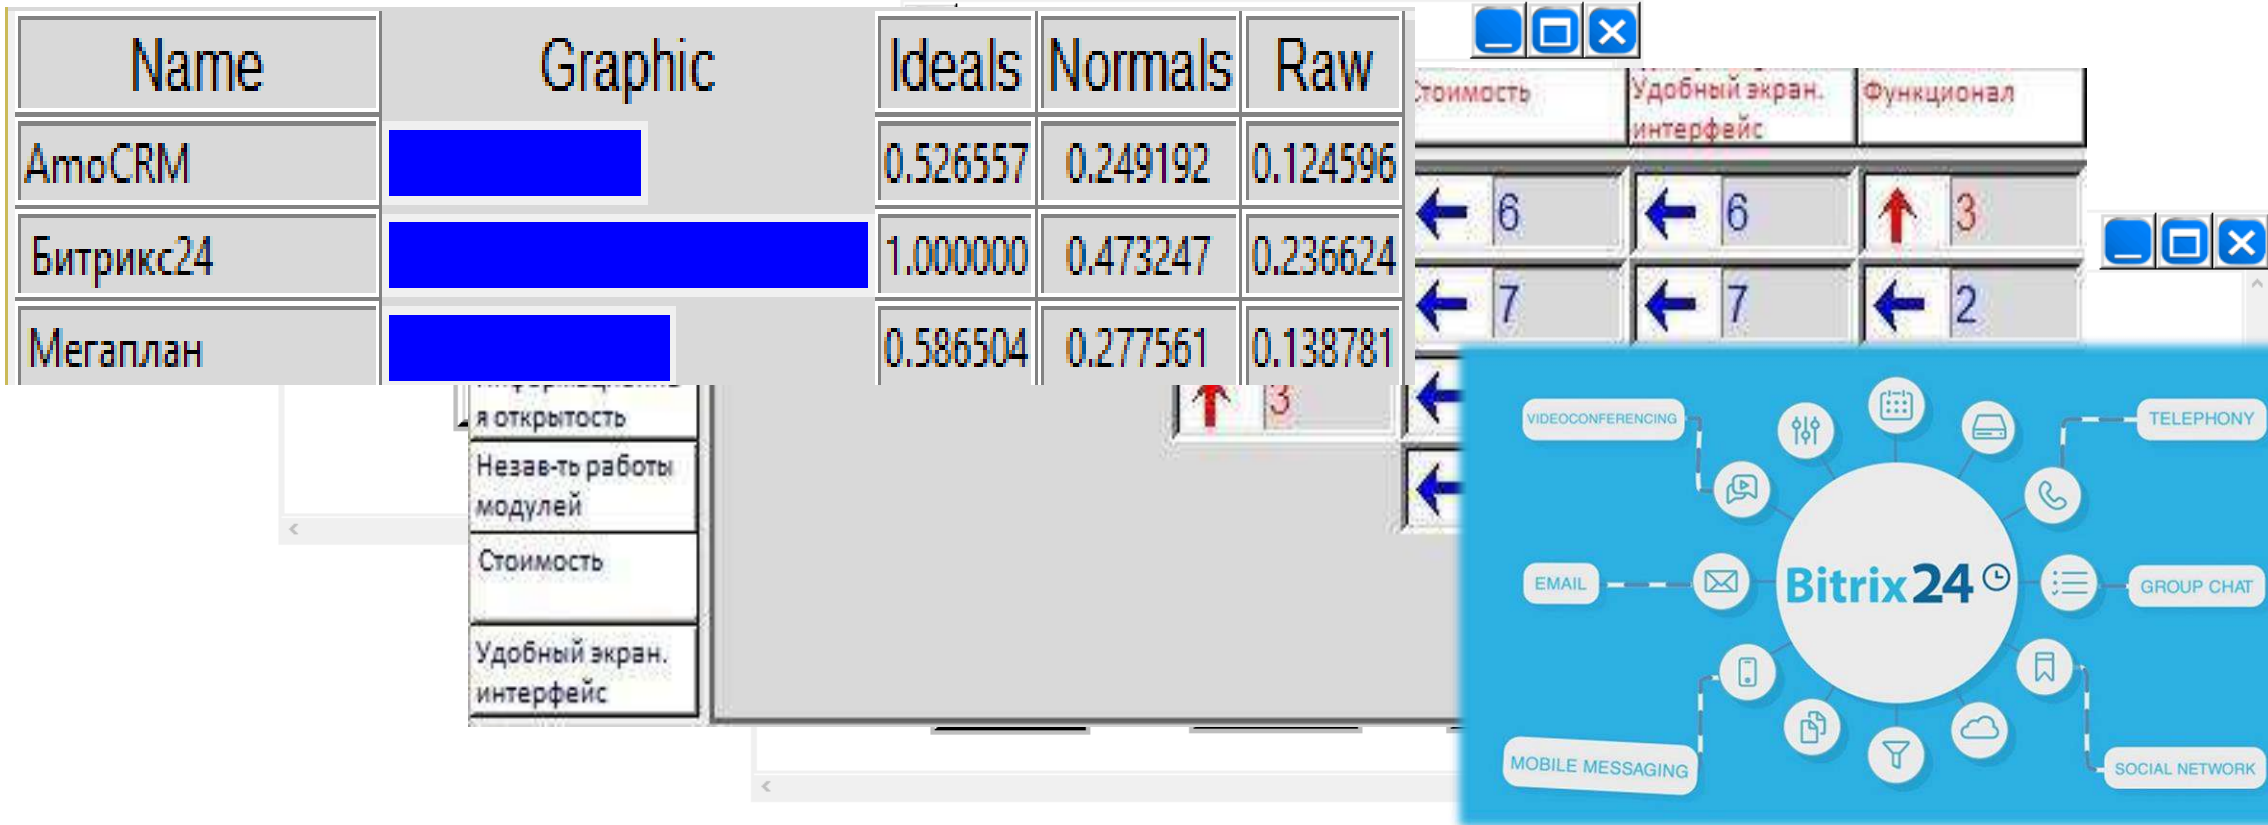 Name Graphic Ideals Normals Raw
AmoCRM 0.526557 0.249192 0.124596
Битрикс24 1.000000 0.473247 0.236624
Мегаплан 0.586504 0.277561 0.138781
Стоимость Удобный экран. Функционал
интерфейс
6 6 3
7 7 2
3
я открытость
Незав-ть работы
модулей
Стоимость
Удобный экран.
интерфейс
VIDEOCONFERENCING TELEPHONY
EMAIL Bitrix24 GROUP CHAT
MOBILE MESSAGING SOCIAL NETWORK